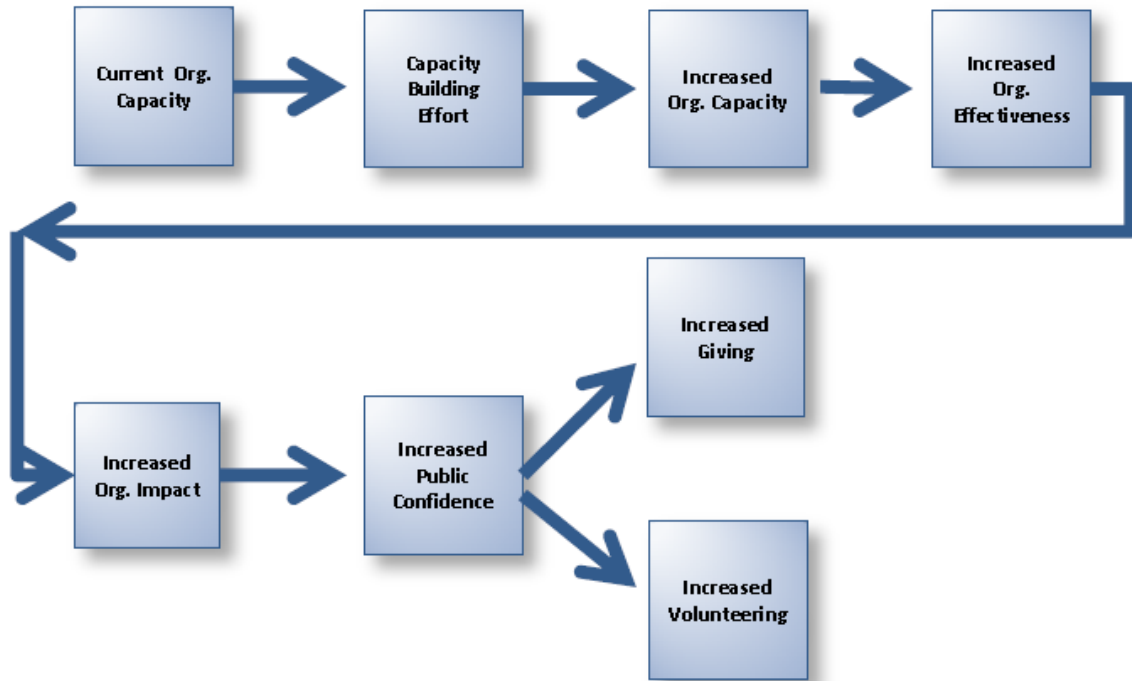 Current Org.
Capacity
Capacity
Building
Effort
Increased
Org. Capacity
Increased
Org.
Effectiveness
Increased
Giving
Increased
Org. Impact
Increased
Public
Confidence
Increased
Volunteering